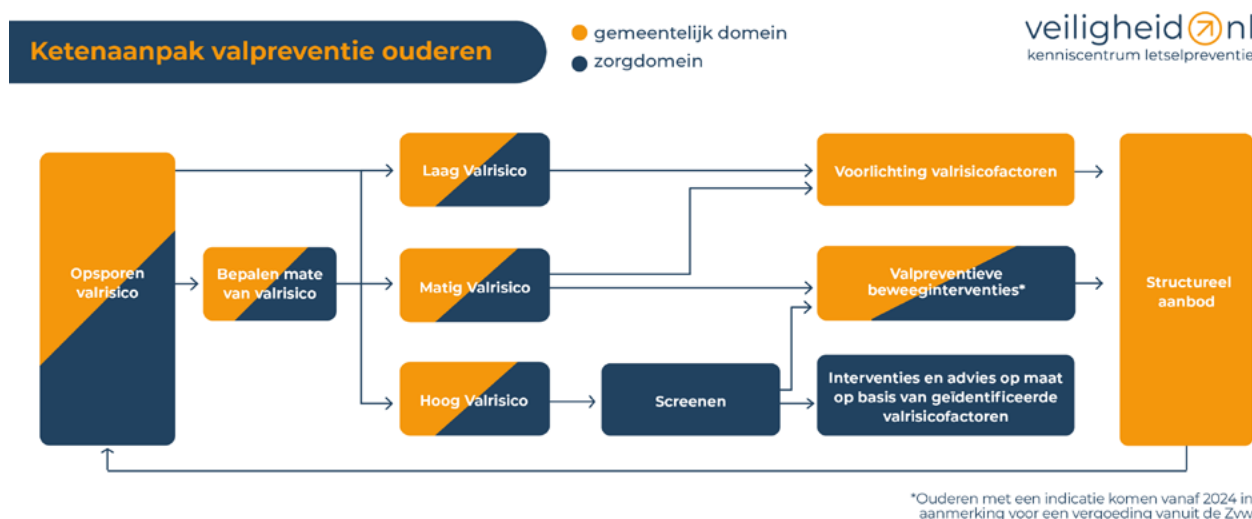 Ketenaanpak valpreventie ouderen
gemeentelijk domein
zorgdomein
veiligheid nl
kenniscentrum letselpreventie
Opsporen
valrisico
Bepalen mate
van valrisico
Laag Valrisico
Matig Valrisico
Hoog Valrisico
Screenen
Voorlichting valrisicofactoren
Valpreventieve
beweeginterventies*
Interventies en advies op maat
op basis van geïdentificeerde
valrisicofactoren
Structureel
aanbod
*Ouderen met een indicatie komen vanaf 2024 in
aanmerking voor een vergoeding vanuit de Zvw